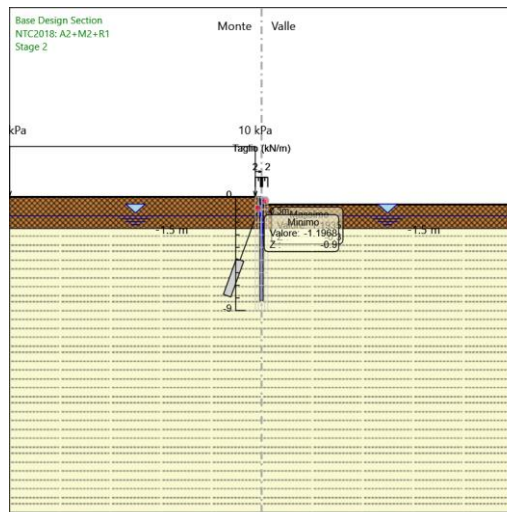 Base Design Section
NTC2018: A2+M2+R1
Stage 2
Monte
Valle
kPa
10 kPa
Taglio (kN/m)
2
2
0
Massimo
Minimo
Valore: -1.1968
Z
-0.9
-1.5 m
-1.5 m
-9